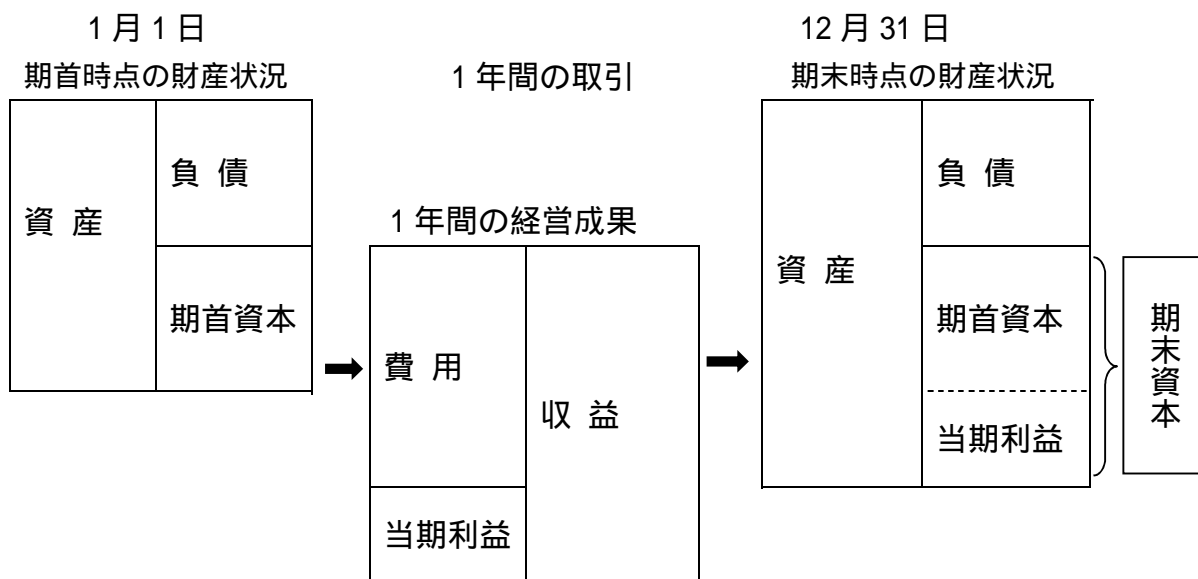 1月1日
期首時点の財産状況
資 産
負 債
期首資本
1年間の取引
1年間の経営成果
費 用
当期利益
収 益
12月31日
期末時点の財産状況
資 産
負 債
期首資本
当期利益
期末資本